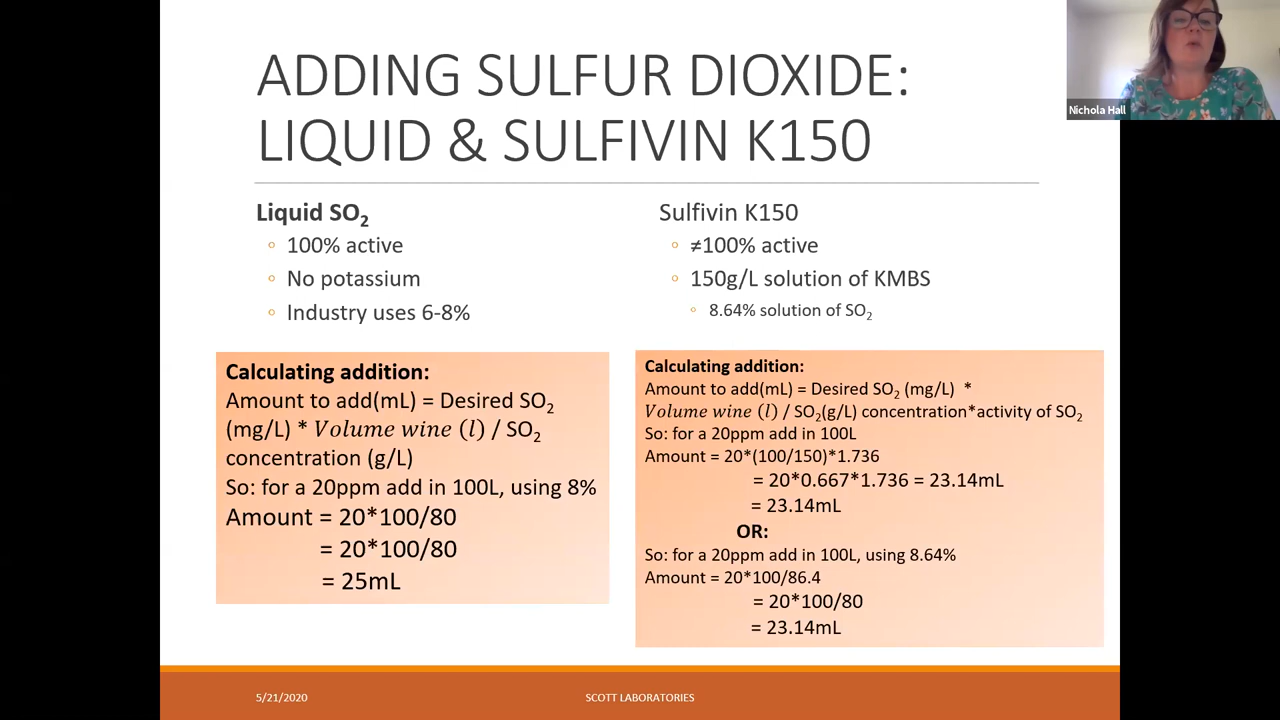 ADDING SULFUR DIOXIDE:
LIQUID & SULFIVIN K150
Nichola Hall
Liquid SO₂
◦ 100% active
◦ No potassium
◦ Industry uses 6-8%
Calculating addition:
Amount to add(mL) = Desired SO₂
(mg/L) * Volume wine (l) / SO₂
concentration (g/L)
So: for a 20ppm add in 100L, using 8%
Amount = 20*100/80
= 20*100/80
= 25mL
Sulfivin K150
◦ ≠100% active
◦ 150g/L solution of KMBS
◦ 8.64% solution of SO₂
Calculating addition:
Amount to add(mL) = Desired SO₂ (mg/L) *
Volume wine (l) / SO₂(g/L) concentration*activity of SO₂
So: for a 20ppm add in 100L
Amount = 20*(100/150)*1.736
= 20*0.667*1.736 = 23.14mL
= 23.14mL
OR:
So: for a 20ppm add in 100L, using 8.64%
Amount = 20*100/86.4
= 20*100/80
= 23.14mL
5/21/2020
SCOTT LABORATORIES